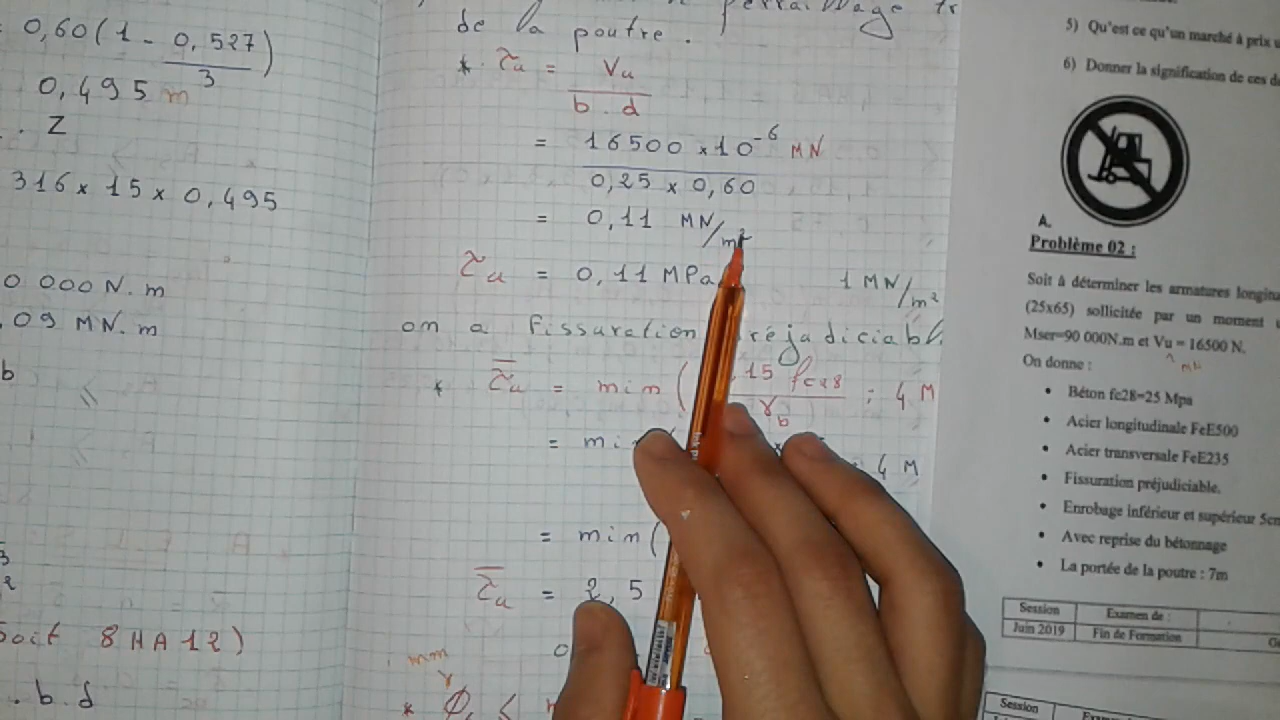 0,60(1 - 0,527/3)
0,495 m
. Z
316 x 15 x 0,495
0 000 N.m
,09 MN.m
b
Soit 8 HA 12)
. b.d
de la poutre.
* . τu = Vu / b . d
= 16500 x 10⁻⁶ MN / 0,25 x 0,60
= 0,11 MN/m²
τu = 0,11 MPa 1 MN/m²
on a Fissuration
* τ̄u = min ( 15 fc28 / γb ; 4 M
= min
; 4 M
= min (
τ̄u = 2,5
mm
5) Qu'est ce qu'un marché à prix
6) Donner la signification de ces
A.
Problème 02 :
Soit à déterminer les armatures
(25x65) sollicitée par un moment
Mser=90 000N.m et Vu = 16500 N.
On donne :
• Béton fc28=25 Mpa
• Acier longitudinale FeE500
• Acier transversale FeE235
• Fissuration préjudiciable.
• Enrobage inférieur et supérieur
• Avec reprise du bétonnage
• La portée de la poutre : 7m
Session Examen de :
Juin 2019 Fin de Formation
Session